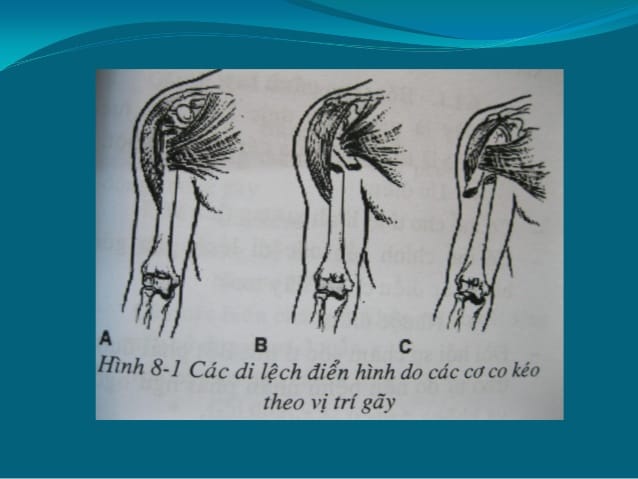 A
B
C
Hình 8-1 Các di lệch điển hình do các cơ co kéo
theo vị trí gãy